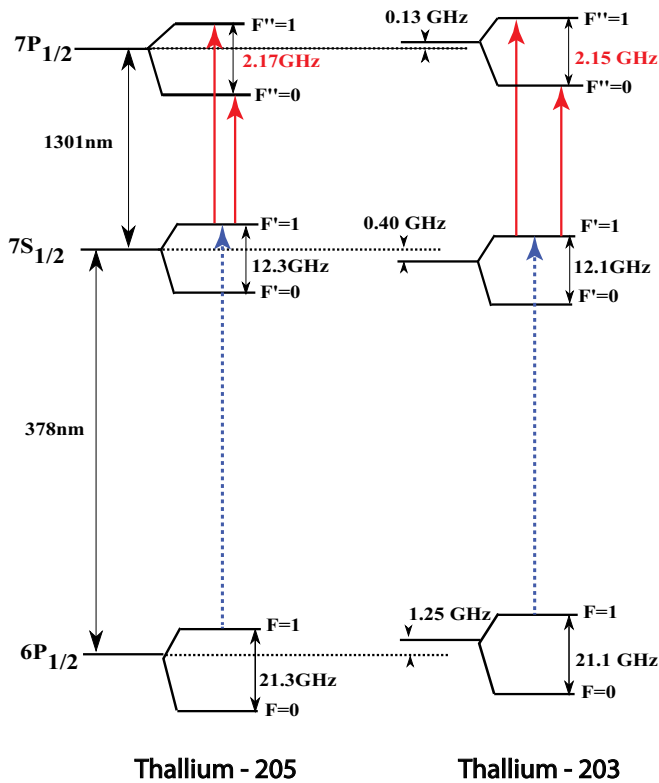 F''=1
0.13 GHz
F''=1
7P1/2
2.17GHz
2.15 GHz
F''=0
F''=0
1301nm
F'=1
0.40 GHz
F'=1
7S1/2
12.3GHz
12.1GHz
F'=0
F'=0
378nm
F=1
1.25 GHz
F=1
6P1/2
21.3GHz
21.1 GHz
F=0
F=0
Thallium - 205
Thallium - 203